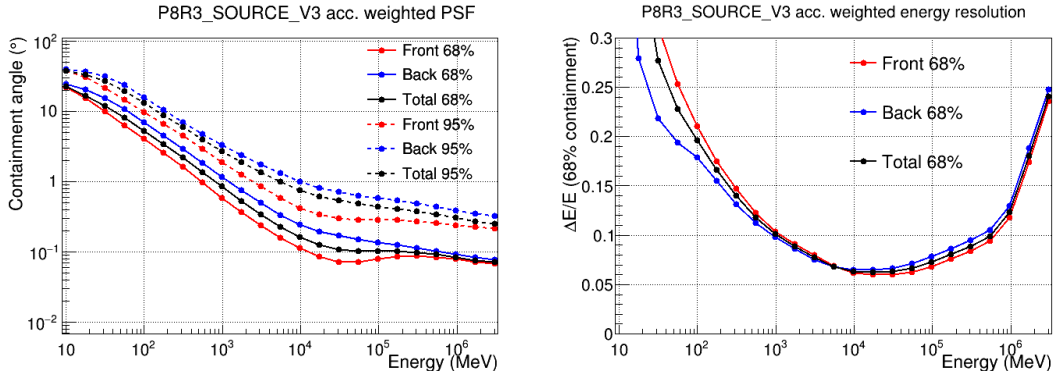 P8R3_SOURCE_V3 acc. weighted PSF
Containment angle (°)
10²
10
1
10⁻¹
10⁻²
Front 68%
Back 68%
Total 68%
Front 95%
Back 95%
Total 95%
10 10² 10³ 10⁴ 10⁵ 10⁶
Energy (MeV)
P8R3_SOURCE_V3 acc. weighted energy resolution
ΔE/E (68% containment)
0.3
0.25
0.2
0.15
0.1
0.05
0
Front 68%
Back 68%
Total 68%
10 10² 10³ 10⁴ 10⁵ 10⁶
Energy (MeV)